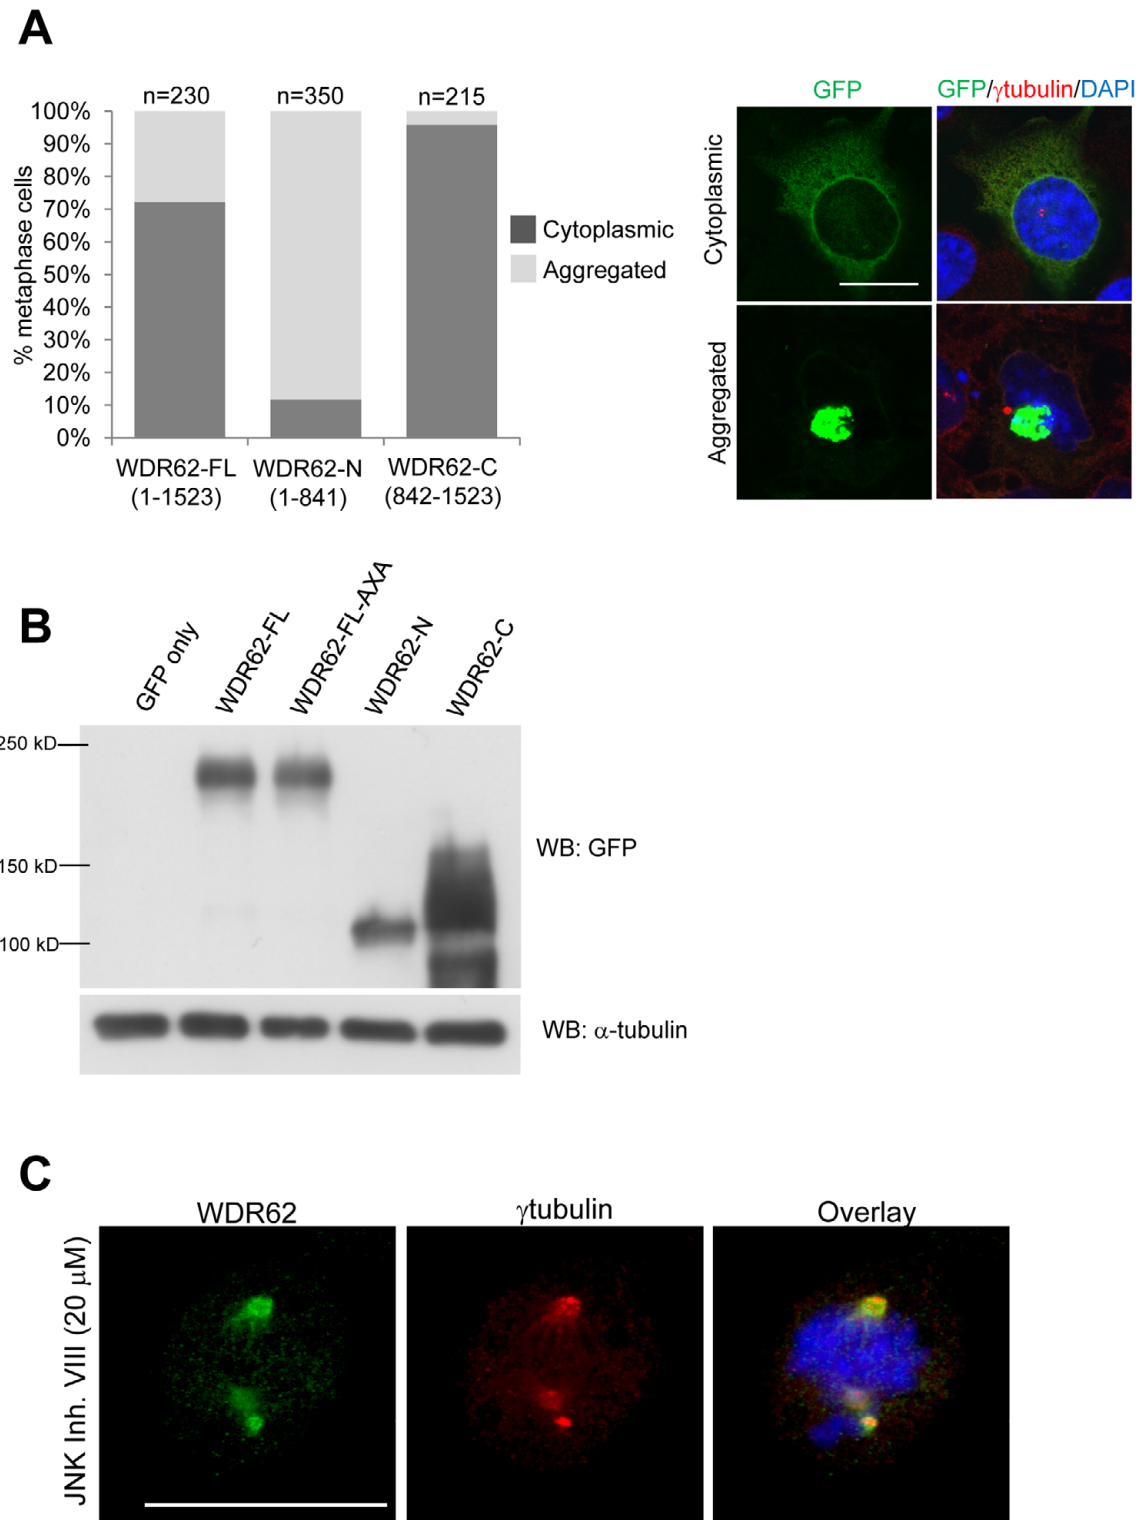 A
n=230 n=350 n=215
100%
90%
80%
70%
60%
50%
40%
30%
20%
10%
0%
% metaphase cells
WDR62-FL WDR62-N WDR62-C
(1-1523) (1-841) (842-1523)
Cytoplasmic
Aggregated
GFP GFP/γtubulin/DAPI
Cytoplasmic
Aggregated
B
GFP only
WDR62-FL
WDR62-FL-AXA
WDR62-N
WDR62-C
250 kD
150 kD
100 kD
WB: GFP
WB: α-tubulin
C
WDR62 γtubulin Overlay
JNK Inh. VIII (20 μM)